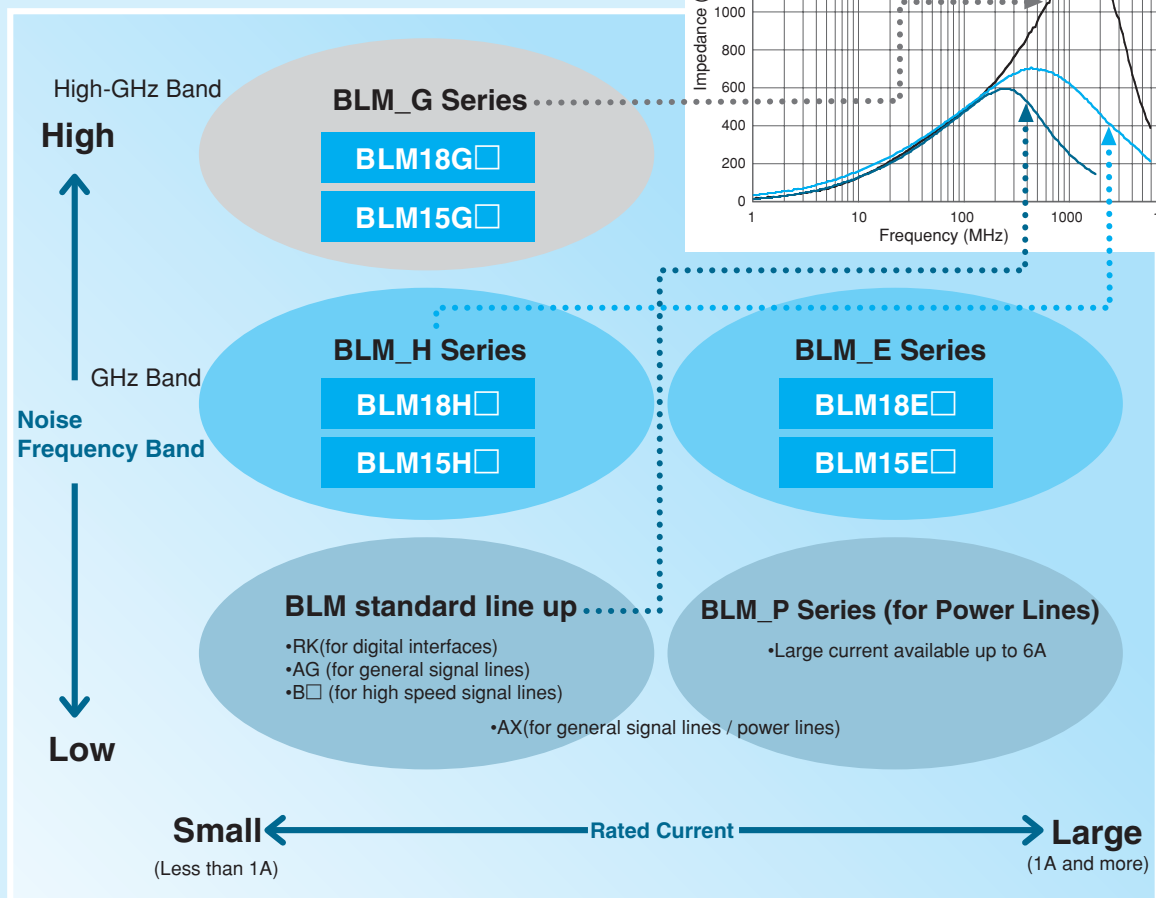 Impedance (
1000
800
600
400
200
0
1
10
100
1000
1
Frequency (MHz)
High-GHz Band
High
BLM_G Series
BLM18G□
BLM15G□
GHz Band
Noise
Frequency Band
BLM_H Series
BLM18H□
BLM15H□
BLM_E Series
BLM18E□
BLM15E□
BLM standard line up
•RK(for digital interfaces)
•AG (for general signal lines)
•B□ (for high speed signal lines)
•AX(for general signal lines / power lines)
BLM_P Series (for Power Lines)
•Large current available up to 6A
Low
Small
(Less than 1A)
Rated Current
Large
(1A and more)